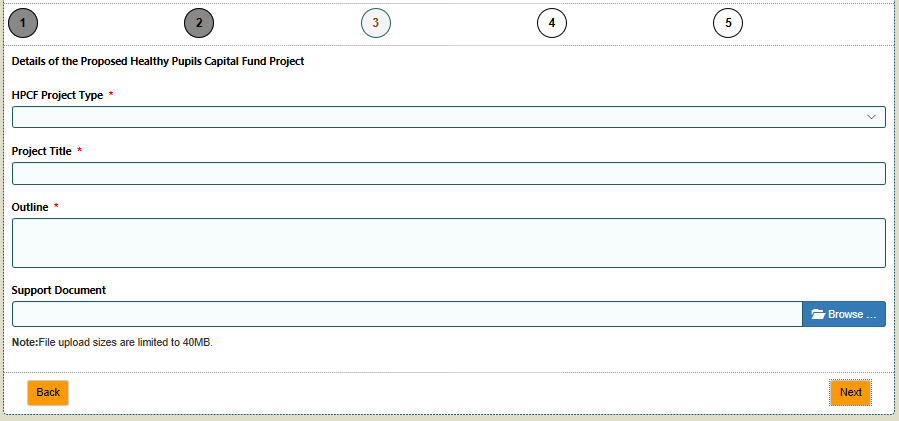 1 2 3 4 5
Details of the Proposed Healthy Pupils Capital Fund Project
HPCF Project Type *
Project Title *
Outline *
Support Document
Browse ...
Note:File upload sizes are limited to 40MB.
Back Next